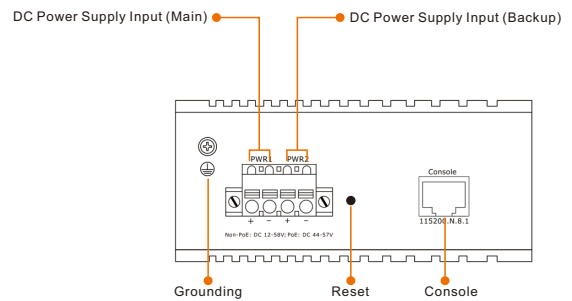 DC Power Supply Input (Main)
DC Power Supply Input (Backup)
PWR1 PWR2
Console
+ − + −
115200.N.8.1
Non-PoE: DC 12-58V; PoE: DC 44-57V
Grounding
Reset
Console